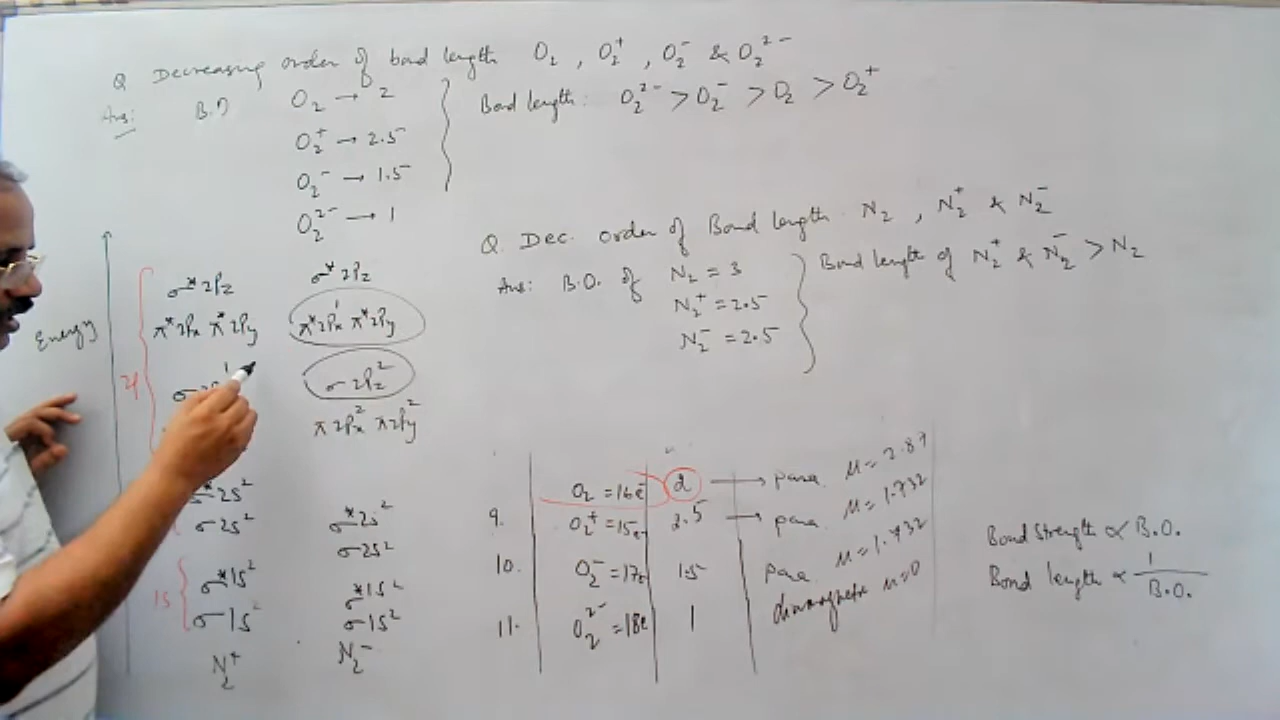 Q Decreasing order of bond length O₂ , O₂⁺ , O₂⁻ & O₂²⁻
Ans: B.O O₂ → 2
O₂⁺ → 2.5
O₂⁻ → 1.5
O₂²⁻ → 1
Bond length: O₂²⁻ > O₂⁻ > O₂ > O₂⁺
Q. Dec. order of Bond length. N₂ , N₂⁺ & N₂⁻
Ans: B.O. of N₂ = 3
N₂⁺ = 2.5
N₂⁻ = 2.5
Bond length of N₂⁺ & N₂⁻ > N₂
Energy
2p
σ*2Pz
π*2Px π*2Py
*2s²
σ2s²
1s
σ*1s²
σ1s²
N₂⁺
σ*2Pz
π*2Px¹ π*2Py
σ2Pz²
π2Px² π2Py²
σ*2s²
σ2s²
σ*1s²
σ1s²
N₂⁻
O₂ = 16e⁻ 2 → para μ = 2.87
9. O₂⁺ = 15e⁻ 2.5 → para μ = 1.732
10. O₂⁻ = 17e 1.5 para μ = 1.732
11. O₂²⁻ = 18e 1 diamagnetic μ=0
Bond Strength ∝ B.O.
Bond length ∝ 1/B.O.